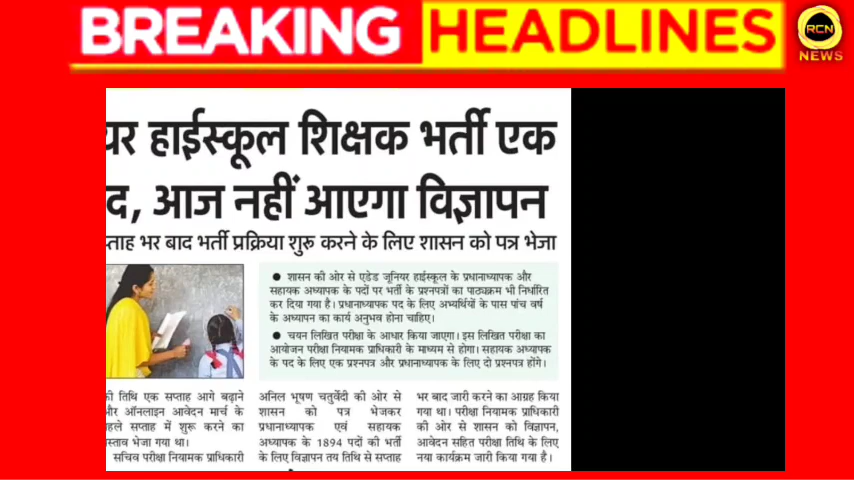 BREAKING HEADLINES
RCN
NEWS
यर हाईस्कूल शिक्षक भर्ती एक
द, आज नहीं आएगा विज्ञापन
प्ताह भर बाद भर्ती प्रक्रिया शुरू करने के लिए शासन को पत्र भेजा
● शासन की ओर से एडेड जूनियर हाईस्कूल के प्रधानाध्यापक और
सहायक अध्यापक के पदों पर भर्ती के प्रश्नपत्रों का पाठ्यक्रम भी निर्धारित
कर दिया गया है। प्रधानाध्यापक पद के लिए अभ्यर्थियों के पास पांच वर्ष
के अध्यापन का कार्य अनुभव होना चाहिए।
● चयन लिखित परीक्षा के आधार किया जाएगा। इस लिखित परीक्षा का
आयोजन परीक्षा नियामक प्राधिकारी के माध्यम से होगा। सहायक अध्यापक
के पद के लिए एक प्रश्नपत्र और प्रधानाध्यापक के लिए दो प्रश्नपत्र होंगे।
की तिथि एक सप्ताह आगे बढ़ाने
और ऑनलाइन आवेदन मार्च के
हले सप्ताह में शुरू करने का
स्ताव भेजा गया था।
सचिव परीक्षा नियामक प्राधिकारी
अनिल भूषण चतुर्वेदी की ओर से
शासन को पत्र भेजकर
प्रधानाध्यापक एवं सहायक
अध्यापक के 1894 पदों की भर्ती
के लिए विज्ञापन तय तिथि से सप्ताह
भर बाद जारी करने का आग्रह किया
गया था। परीक्षा नियामक प्राधिकारी
की ओर से शासन को विज्ञापन,
आवेदन सहित परीक्षा तिथि के लिए
नया कार्यक्रम जारी किया गया है।